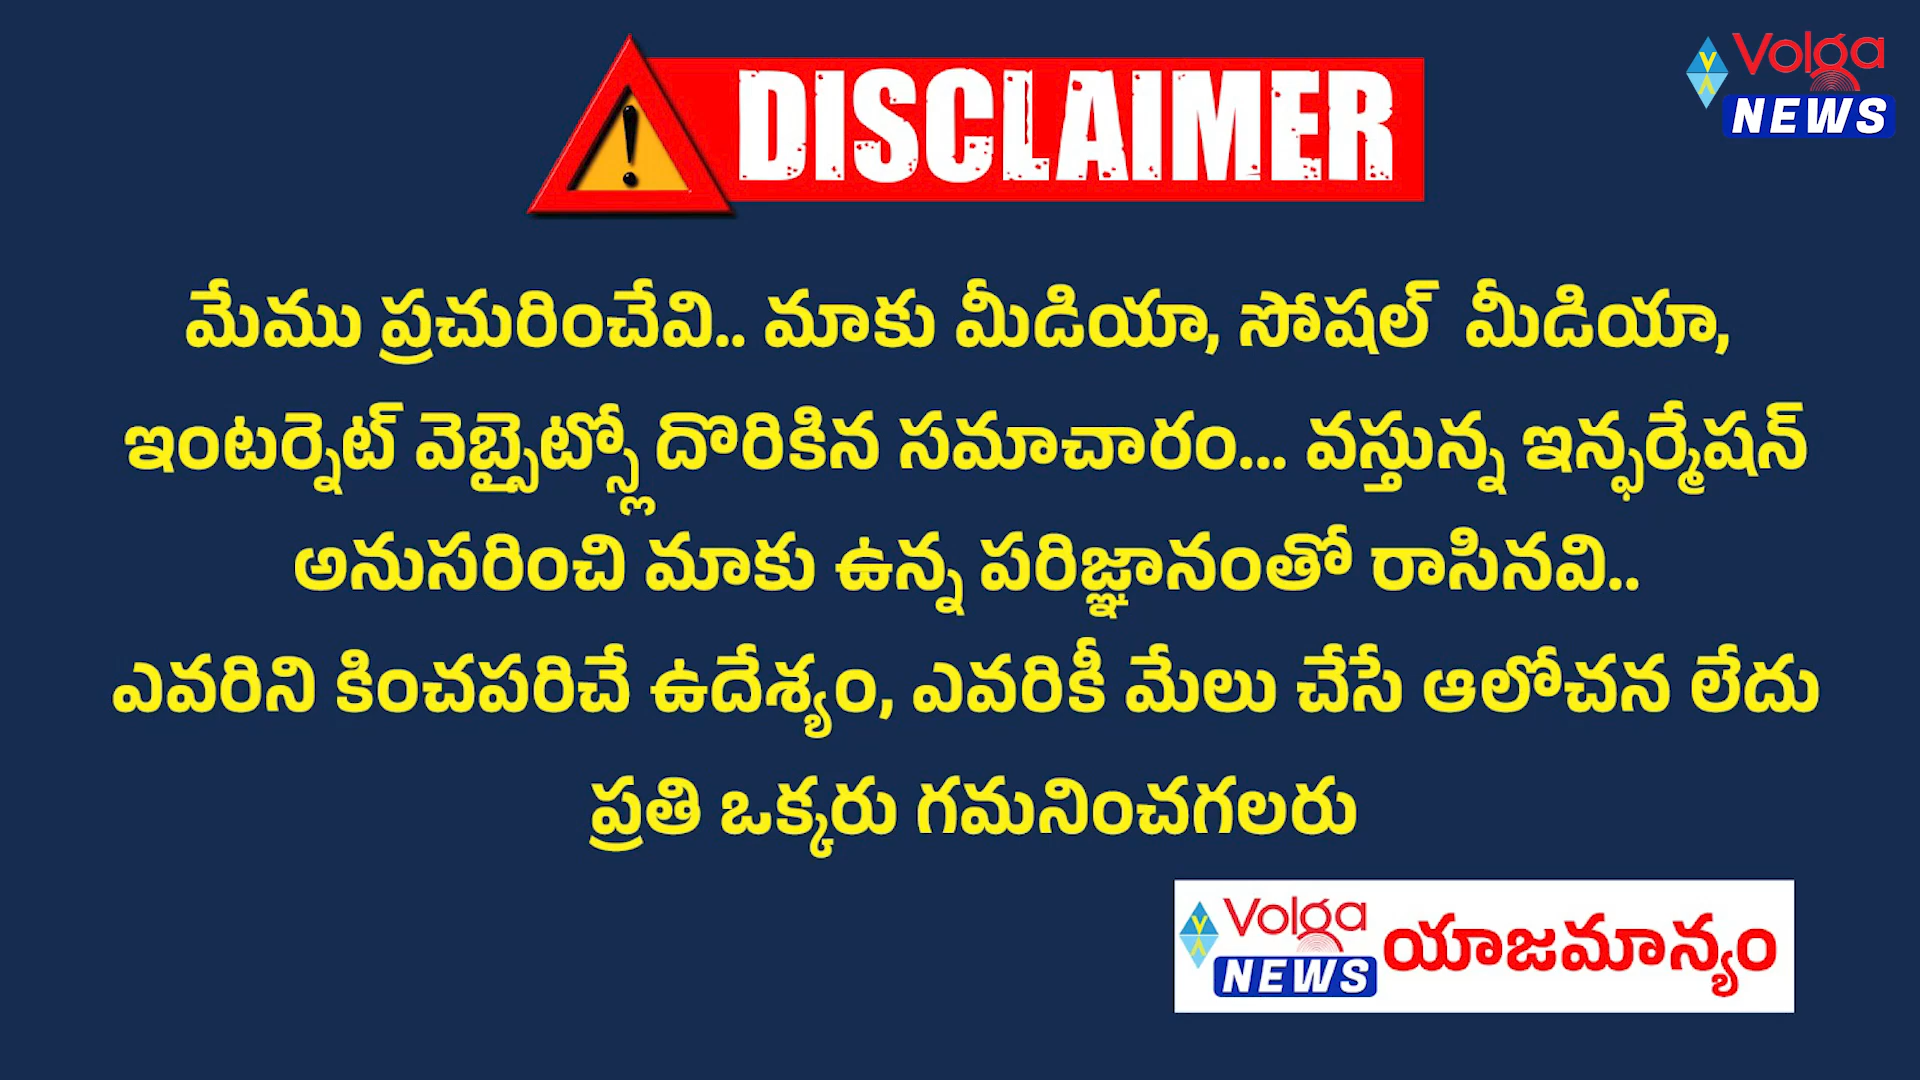 DISCLAIMER
Volga
NEWS
మేము ప్రచురించేవి.. మాకు మీడియా, సోషల్ మీడియా,
ఇంటర్నెట్ వెబ్సైట్స్లో దొరికిన సమాచారం... వస్తున్న ఇన్ఫర్మేషన్
అనుసరించి మాకు ఉన్న పరిజ్ఞానంతో రాసినవి..
ఎవరిని కించపరిచే ఉదేశ్యం, ఎవరికీ మేలు చేసే ఆలోచన లేదు
ప్రతి ఒక్కరు గమనించగలరు
Volga
NEWS యాజమాన్యం